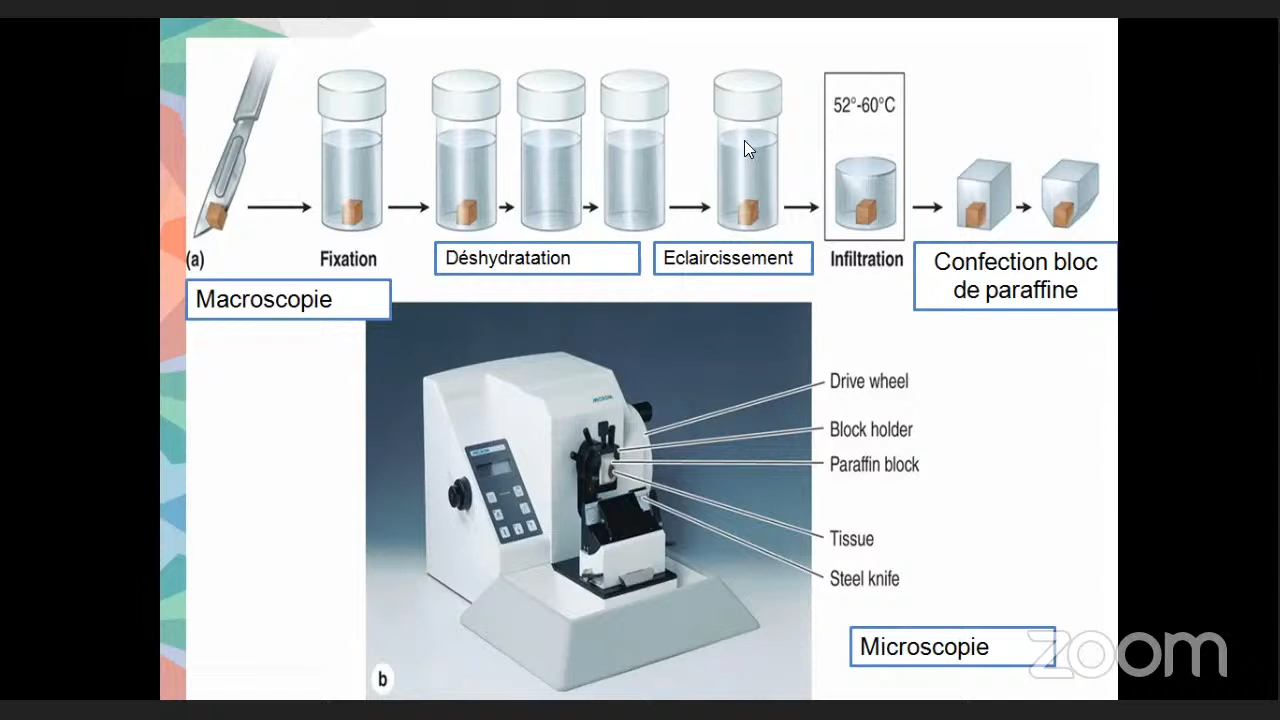 52°-60°C
(a)
Fixation
Déshydratation
Eclaircissement
Infiltration
Confection bloc
de paraffine
Macroscopie
MICROM
Drive wheel
Block holder
Paraffin block
Tissue
Steel knife
Microscopie
b
zoom